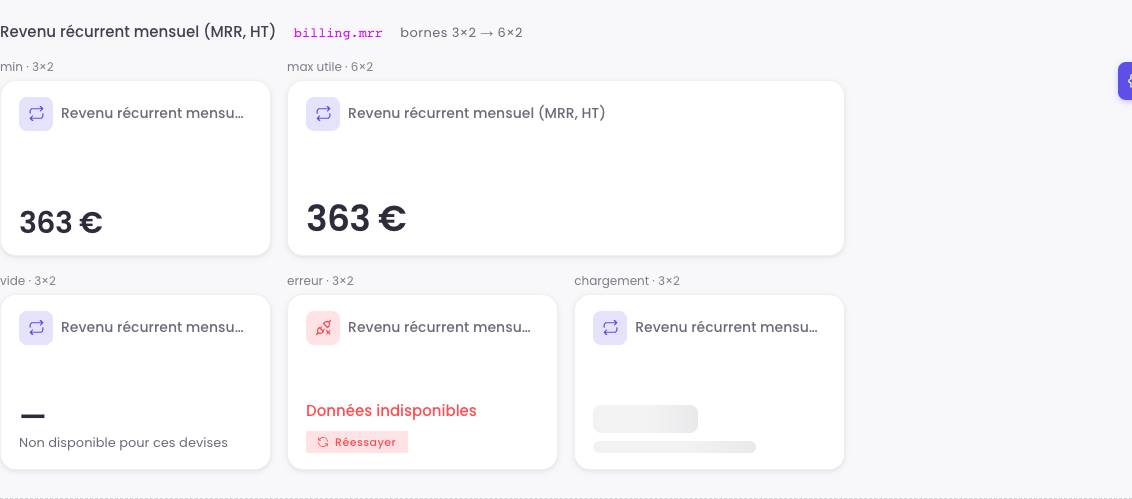 Revenu récurrent mensuel (MRR, HT) billing.mrr bornes 3×2 → 6×2
min · 3×2
max utile · 6×2
Revenu récurrent mensu...
Revenu récurrent mensuel (MRR, HT)
363 €
363 €
vide · 3×2
erreur · 3×2
chargement · 3×2
Revenu récurrent mensu...
Revenu récurrent mensu...
Revenu récurrent mensu...
—
Non disponible pour ces devises
Données indisponibles
Réessayer